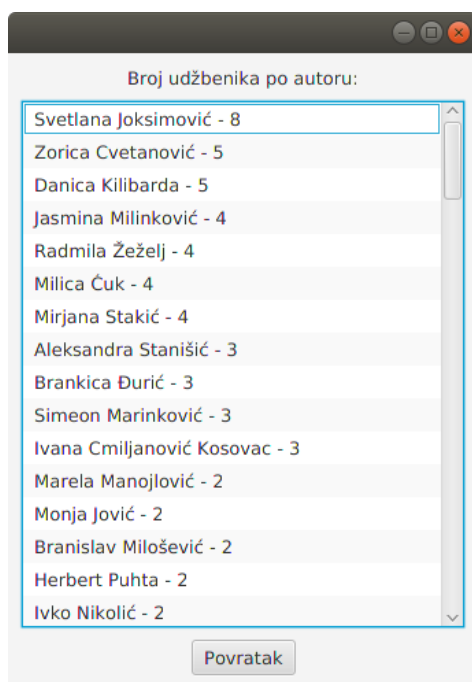 Broj udžbenika po autoru:
Svetlana Joksimović - 8
Zorica Cvetanović - 5
Danica Kilibarda - 5
Jasmina Milinković - 4
Radmila Žeželj - 4
Milica Ćuk - 4
Mirjana Stakić - 4
Aleksandra Stanišić - 3
Brankica Đurić - 3
Simeon Marinković - 3
Ivana Cmiljanović Kosovac - 3
Marela Manojlović - 2
Monja Jović - 2
Branislav Milošević - 2
Herbert Puhta - 2
Ivko Nikolić - 2
Povratak